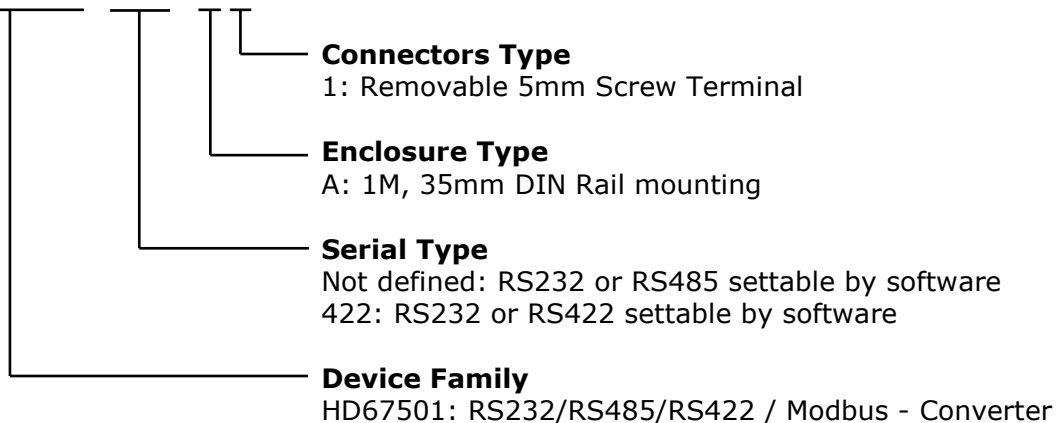 Connectors Type
1: Removable 5mm Screw Terminal
Enclosure Type
A: 1M, 35mm DIN Rail mounting
Serial Type
Not defined: RS232 or RS485 settable by software
422: RS232 or RS422 settable by software
Device Family
HD67501: RS232/RS485/RS422 / Modbus - Converter